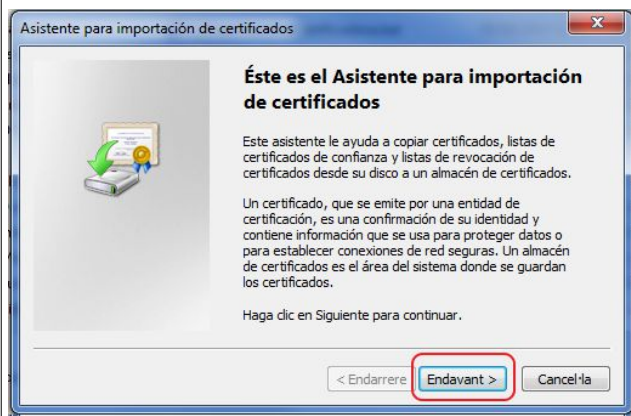 Asistente para importación de certificados
Éste es el Asistente para importación
de certificados
Este asistente le ayuda a copiar certificados, listas de
certificados de confianza y listas de revocación de
certificados desde su disco a un almacén de certificados.
Un certificado, que se emite por una entidad de
certificación, es una confirmación de su identidad y
contiene información que se usa para proteger datos o
para establecer conexiones de red seguras. Un almacén
de certificados es el área del sistema donde se guardan
los certificados.
Haga clic en Siguiente para continuar.
< Endarrere Endavant > Cancel·la